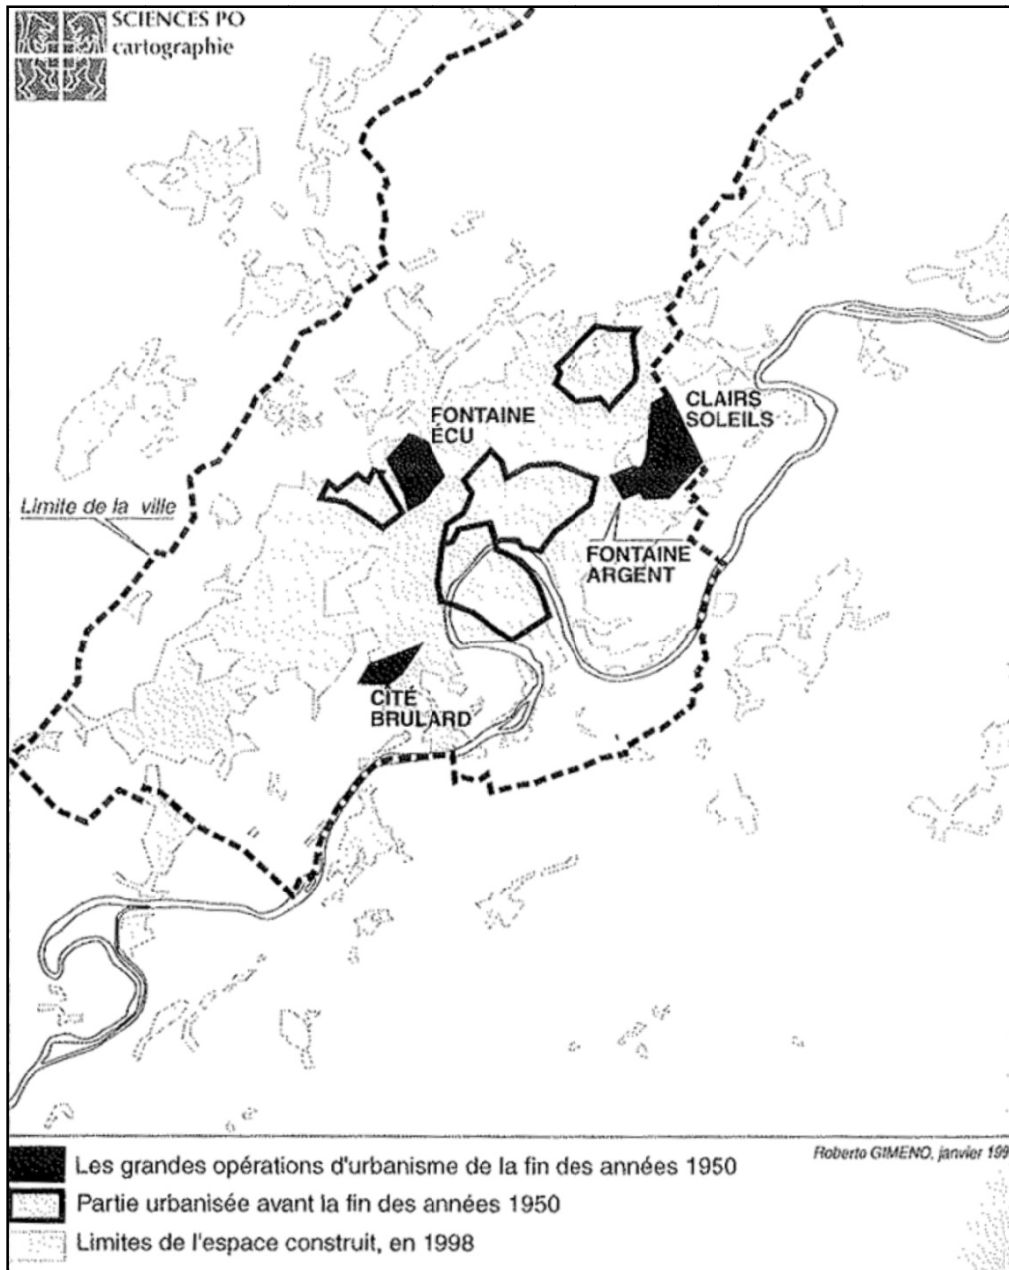 SCIENCES PO
cartographie
CLAIRS
SOLEILS
FONTAINE
ÉCU
Limite de la ville
FONTAINE
ARGENT
CITÉ
BRULARD
Roberto GIMENO, janvier 199
Les grandes opérations d'urbanisme de la fin des années 1950
Partie urbanisée avant la fin des années 1950
Limites de l'espace construit, en 1998